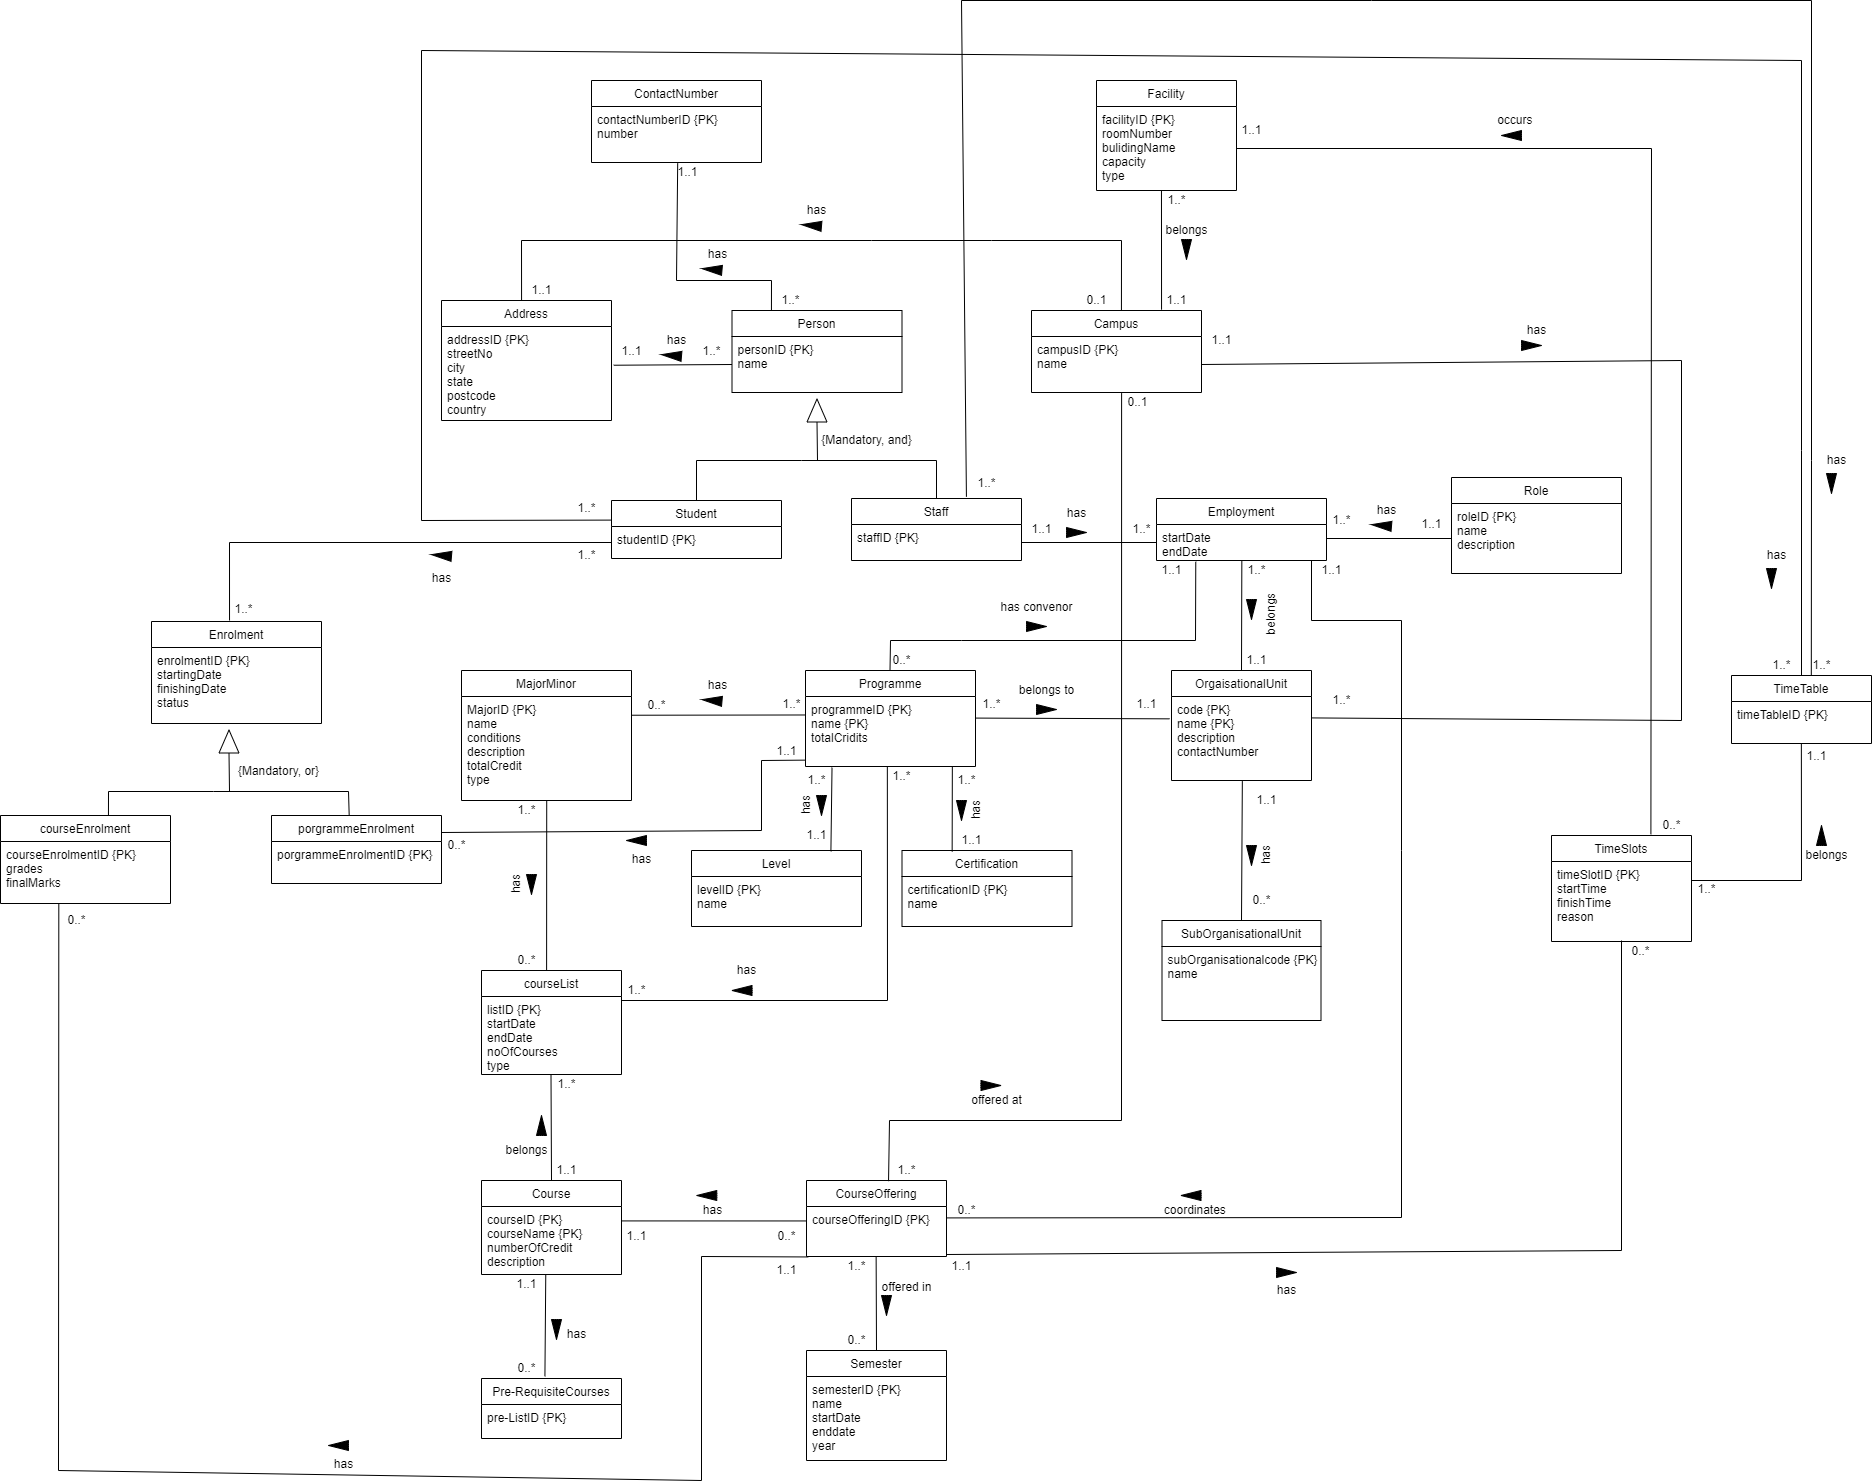 ContactNumber
contactNumberID {PK}
number
1..1
Facility
facilityID {PK}
roomNumber
bulidingName
capacity
type
1..1
occurs
1..*
belongs
has
has
1..1
1..*
0..1
1..1
Address
addressID {PK}
streetNo
city
state
postcode
country
1..1
has
1..*
Person
personID {PK}
name
Campus
campusID {PK}
name
1..1
has
0..1
{Mandatory, and}
has
1..*
1..*
Student
studentID {PK}
1..*
has
Staff
staffID {PK}
1..1
has
1..*
Employment
startDate
endDate
1..*
has
1..1
Role
roleID {PK}
name
description
1..1
1..*
1..1
has
has convenor
belongs
1..*
Enrolment
enrolmentID {PK}
startingDate
finishingDate
status
{Mandatory, or}
0..*
1..1
1..*
1..*
MajorMinor
MajorID {PK}
name
conditions
description
totalCredit
type
0..*
has
1..*
Programme
programmeID {PK}
name {PK}
totalCridits
1..*
belongs to
1..1
OrgaisationalUnit
code {PK}
name {PK}
description
contactNumber
1..*
TimeTable
timeTableID {PK}
1..1
1..1
1..*
1..*
1..*
has
has
1..1
1..1
1..*
1..1
courseEnrolment
courseEnrolmentID {PK}
grades
finalMarks
0..*
porgrammeEnrolment
porgrammeEnrolmentID {PK}
0..*
has
has
Level
levelID {PK}
name
Certification
certificationID {PK}
name
has
0..*
0..*
TimeSlots
timeSlotID {PK}
startTime
finishTime
reason
1..*
belongs
0..*
SubOrganisationalUnit
subOrganisationalcode {PK}
name
0..*
courseList
listID {PK}
startDate
endDate
noOfCourses
type
1..*
has
1..*
offered at
belongs
1..1
1..*
Course
courseID {PK}
courseName {PK}
numberOfCredit
description
1..1
has
0..*
CourseOffering
courseOfferingID {PK}
0..*
coordinates
1..1
1..1
1..*
1..1
has
offered in
has
0..*
0..*
Pre-RequisiteCourses
pre-ListID {PK}
Semester
semesterID {PK}
name
startDate
enddate
year
has